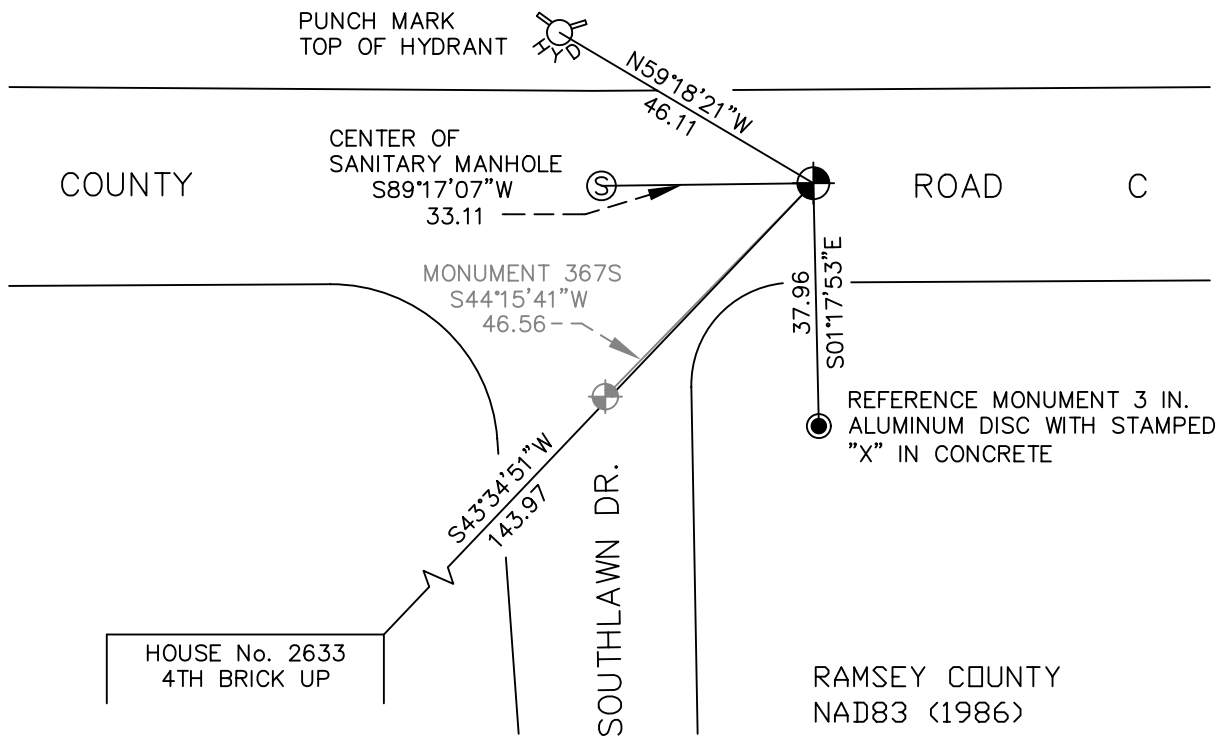 PUNCH MARK
TOP OF HYDRANT
HYD
N59°18'21"W
46.11
CENTER OF
SANITARY MANHOLE
S89°17'07"W
33.11
S
COUNTY
ROAD
C
MONUMENT 367S
S44°15'41"W
46.56
37.96
S01°17'53"E
REFERENCE MONUMENT 3 IN.
ALUMINUM DISC WITH STAMPED
"X" IN CONCRETE
S43°34'51"W
143.97
SOUTHLAWN DR.
HOUSE No. 2633
4TH BRICK UP
RAMSEY COUNTY
NAD83 (1986)